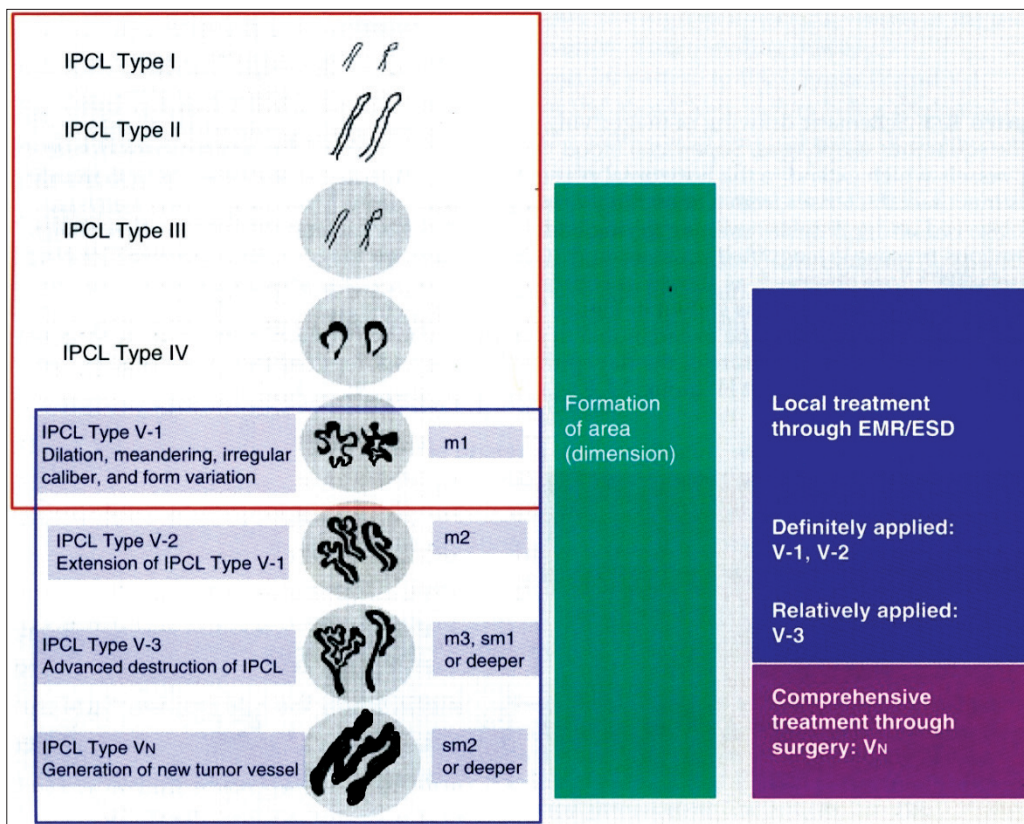 IPCL Type I
IPCL Type II
IPCL Type III
IPCL Type IV
IPCL Type V-1
Dilation, meandering, irregular
caliber, and form variation
m1
IPCL Type V-2
Extension of IPCL Type V-1
m2
IPCL Type V-3
Advanced destruction of IPCL
m3, sm1
or deeper
IPCL Type VN
Generation of new tumor vessel
sm2
or deeper
Formation
of area
(dimension)
Local treatment
through EMR/ESD
Definitely applied:
V-1, V-2
Relatively applied:
V-3
Comprehensive
treatment through
surgery: VN